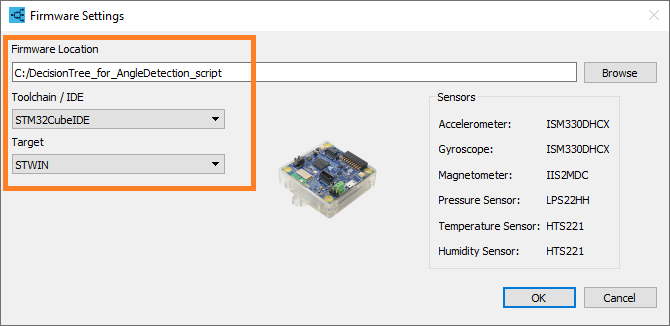 Firmware Settings
Firmware Location
C:/DecisionTree_for_AngleDetection_script
Browse
Toolchain / IDE
STM32CubeIDE
Target
STWIN
Sensors
Accelerometer: ISM330DHCX
Gyroscope: ISM330DHCX
Magnetometer: IIS2MDC
Pressure Sensor: LPS22HH
Temperature Sensor: HTS221
Humidity Sensor: HTS221
OK
Cancel